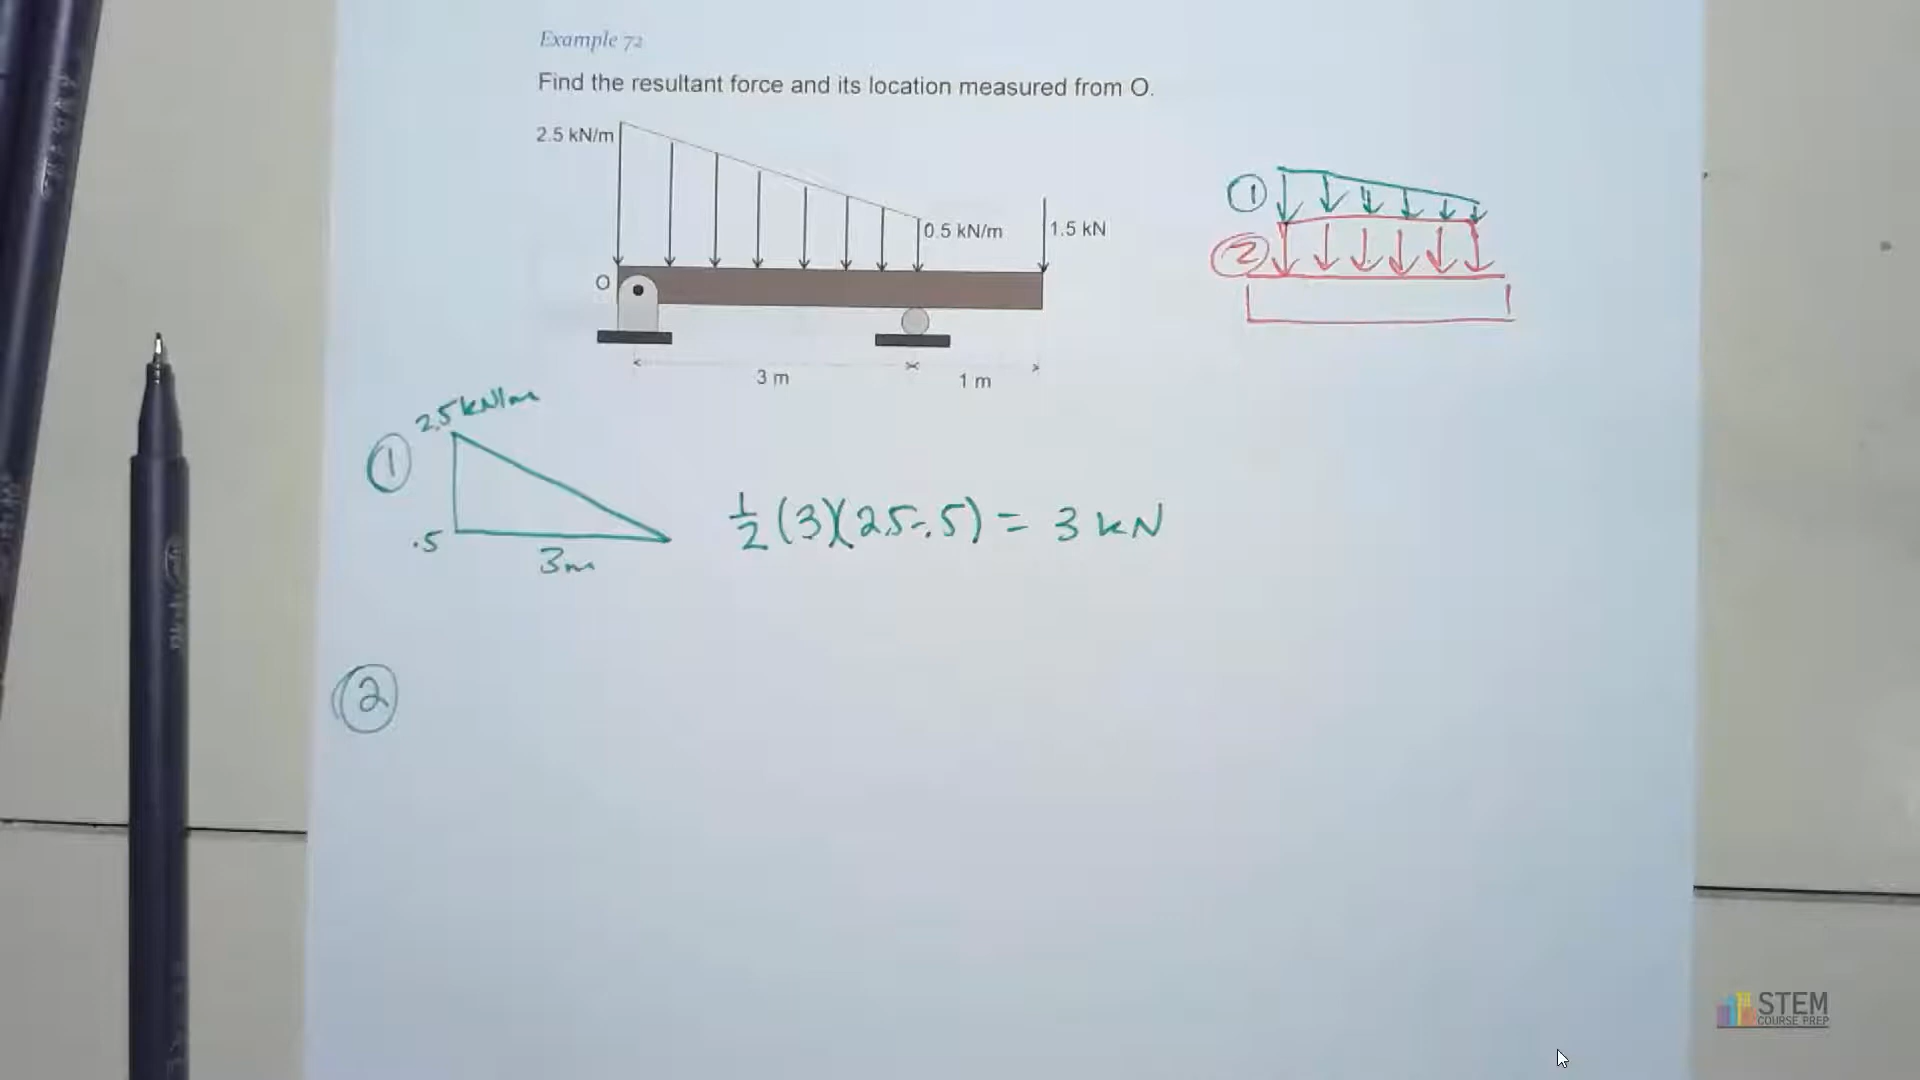 Example 72
Find the resultant force and its location measured from O.
2.5 kN/m
0.5 kN/m
1.5 kN
O
3 m
1 m
①
②
① 2.5 kN/m
.5
3m
½ (3)(2.5-.5) = 3 kN
②
STEM
COURSE PREP